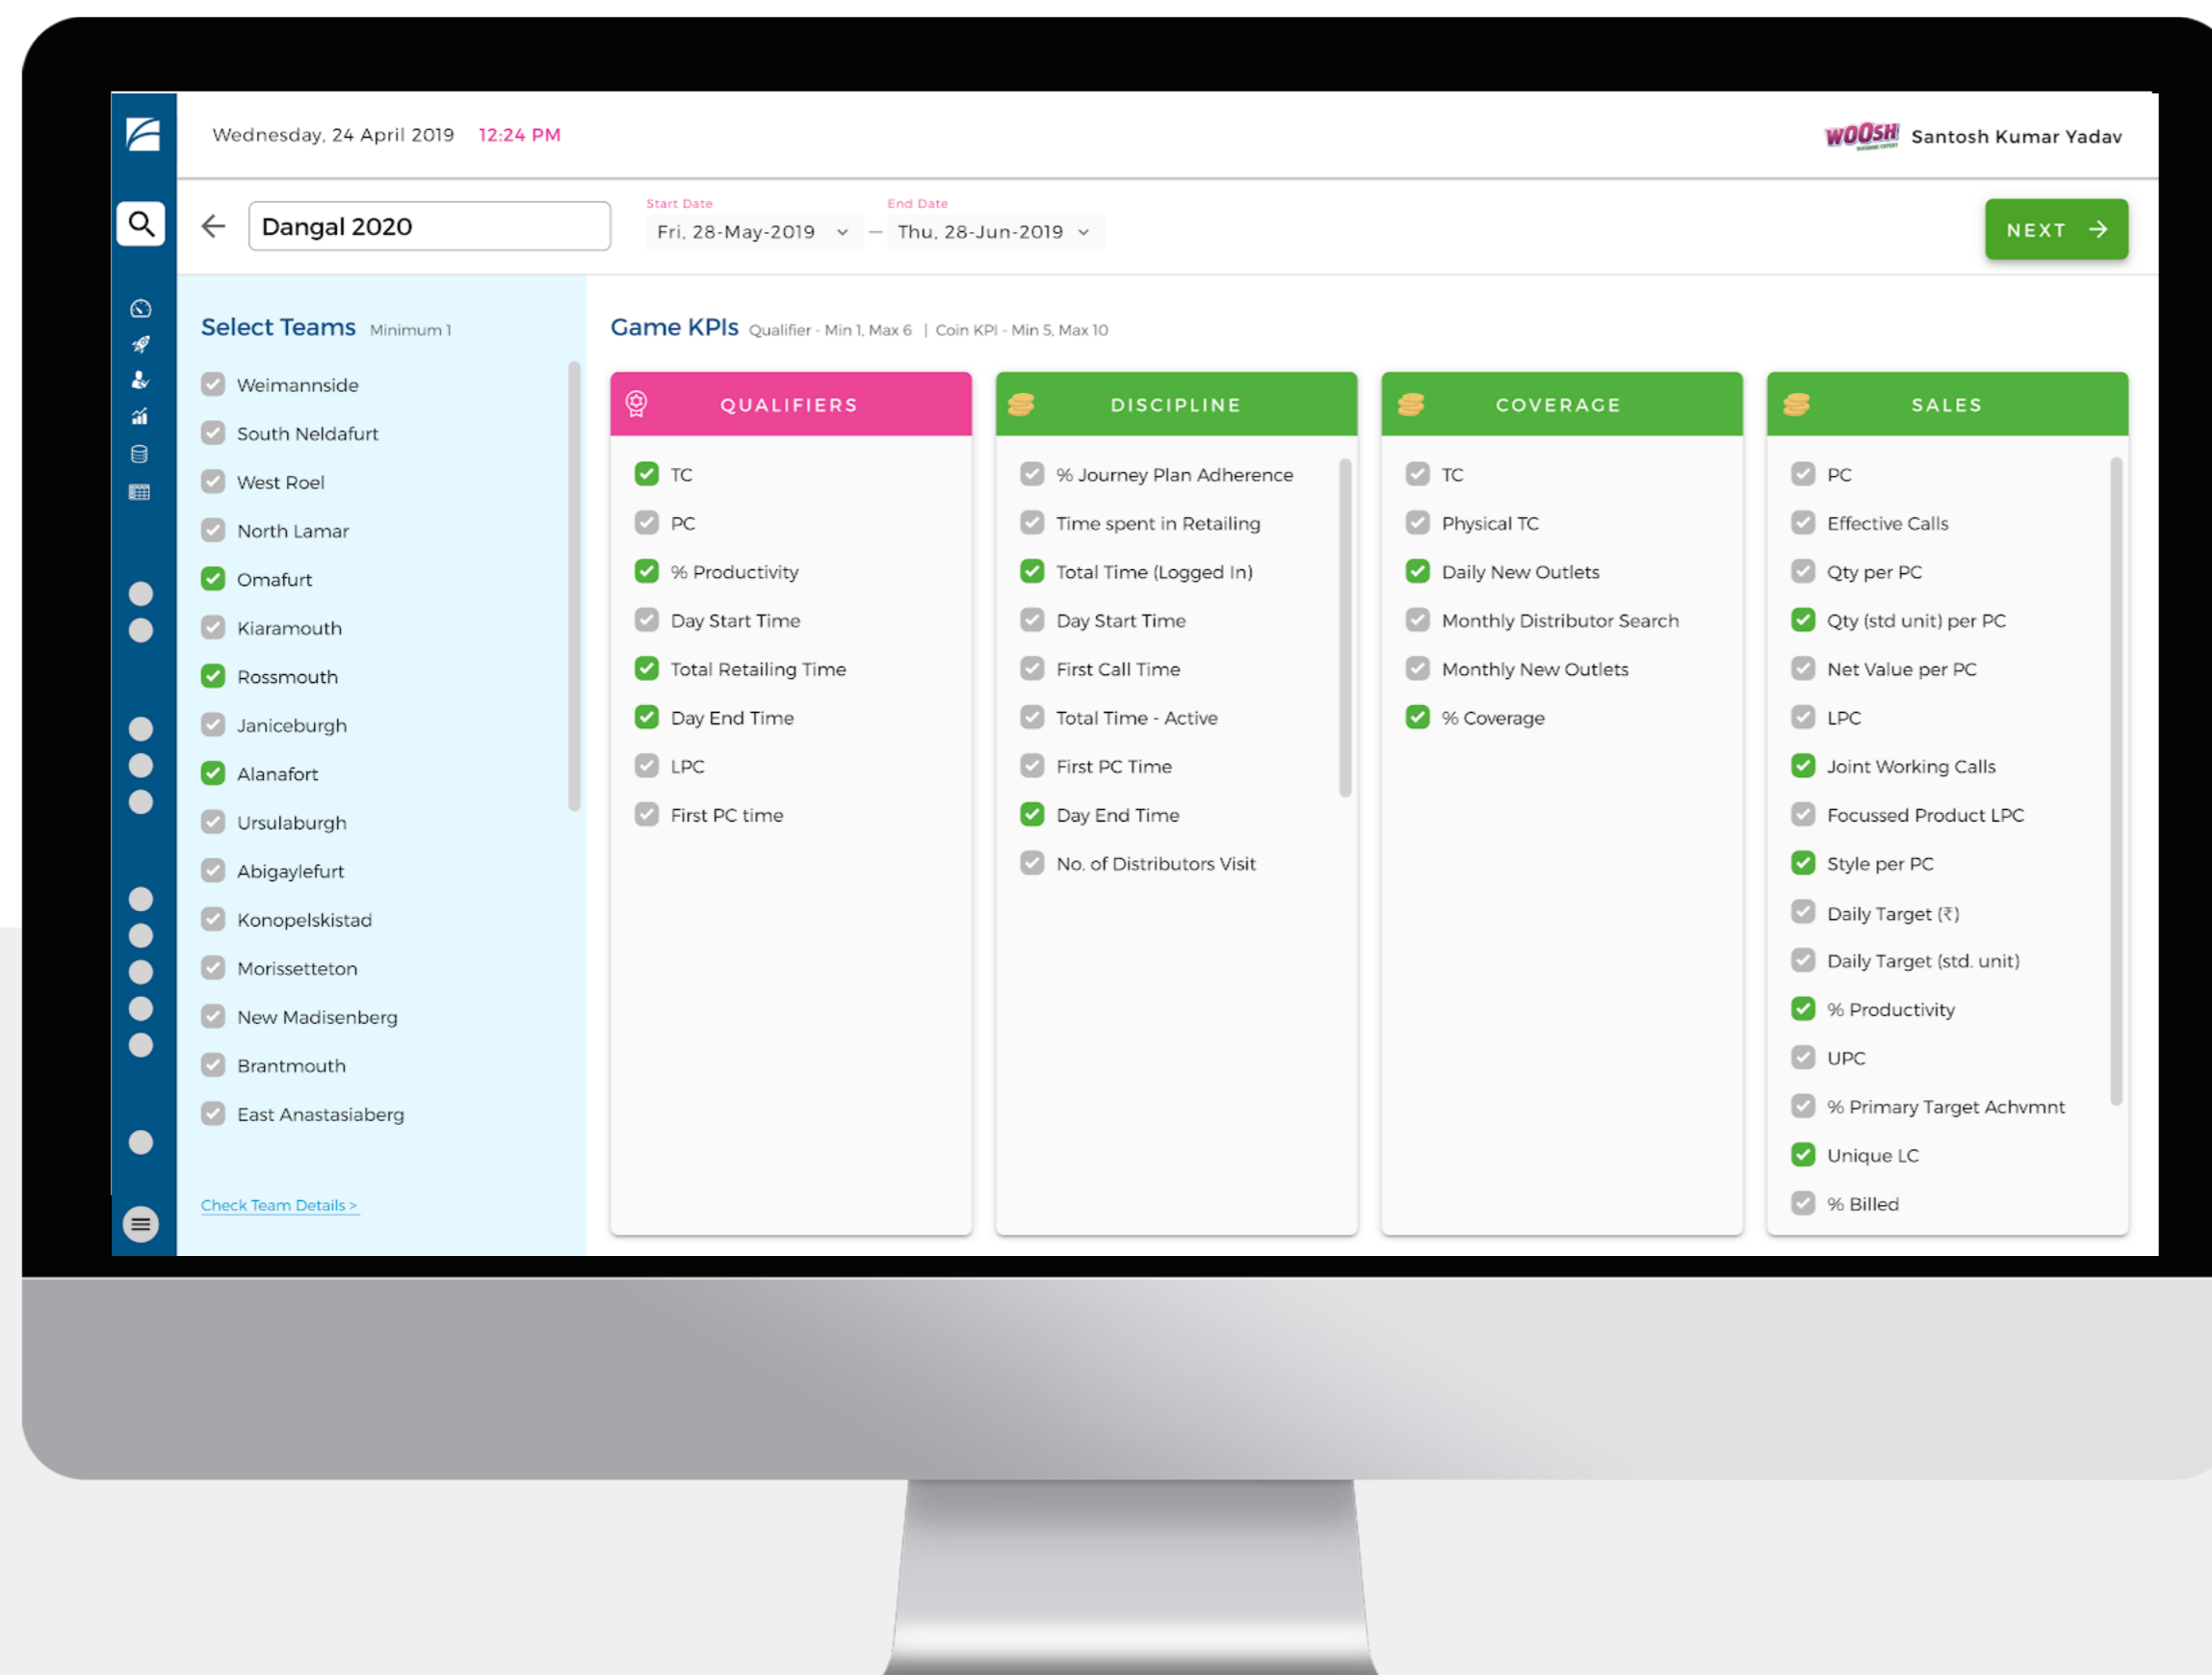 Wednesday, 24 April 2019 12:24 PM
WOOSH!
WASHING EXPERT
Santosh Kumar Yadav
Dangal 2020
Start Date
Fri, 28-May-2019
–
End Date
Thu, 28-Jun-2019
NEXT
Select Teams Minimum 1
Weimannside
South Neldafurt
West Roel
North Lamar
Omafurt
Kiaramouth
Rossmouth
Janiceburgh
Alanafort
Ursulaburgh
Abigaylefurt
Konopelskistad
Morissetteton
New Madisenberg
Brantmouth
East Anastasiaberg
Check Team Details >
Game KPIs Qualifier - Min 1, Max 6 | Coin KPI - Min 5, Max 10
QUALIFIERS
TC
PC
% Productivity
Day Start Time
Total Retailing Time
Day End Time
LPC
First PC time
DISCIPLINE
% Journey Plan Adherence
Time spent in Retailing
Total Time (Logged In)
Day Start Time
First Call Time
Total Time - Active
First PC Time
Day End Time
No. of Distributors Visit
COVERAGE
TC
Physical TC
Daily New Outlets
Monthly Distributor Search
Monthly New Outlets
% Coverage
SALES
PC
Effective Calls
Qty per PC
Qty (std unit) per PC
Net Value per PC
LPC
Joint Working Calls
Focussed Product LPC
Style per PC
Daily Target (₹)
Daily Target (std. unit)
% Productivity
UPC
% Primary Target Achvmnt
Unique LC
% Billed